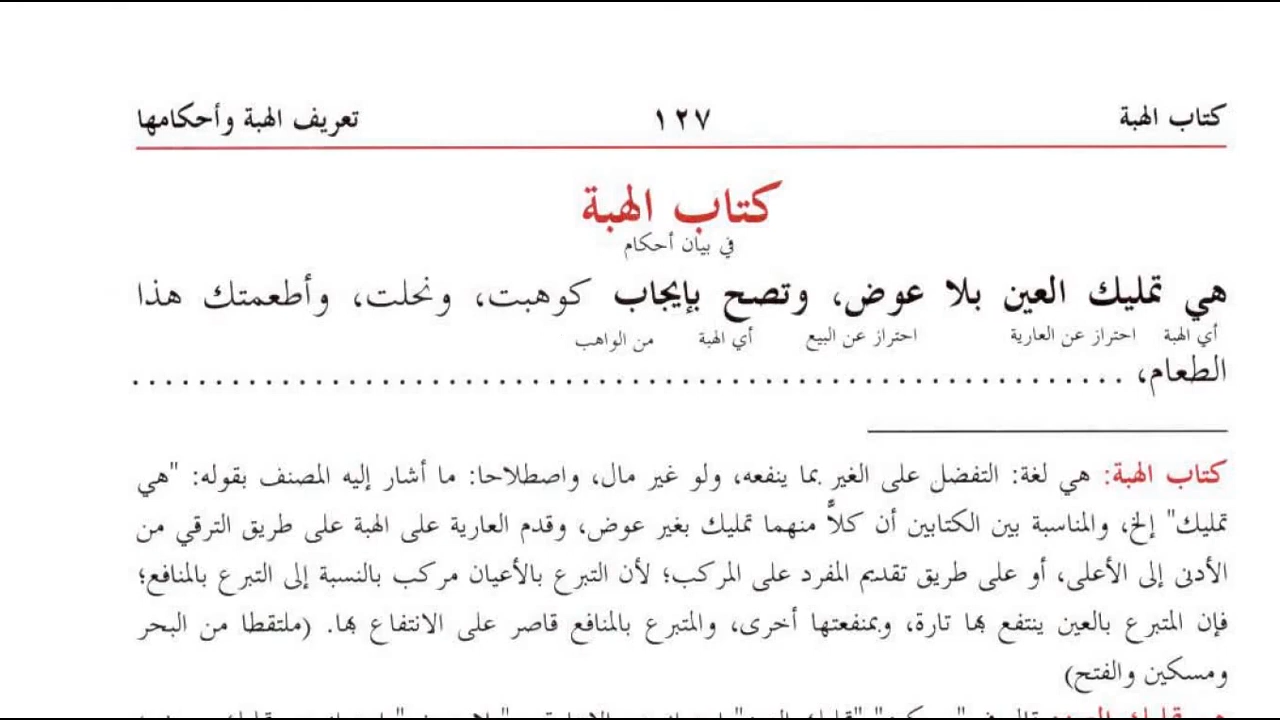 كتاب الهبة ١٢٧ تعريف الهبة وأحكامها
كتاب الهبة
في بيان أحكام
هي تمليك العين بلا عوض، وتصح بإيجاب كوهبت، ونحلت، وأطعمتك هذا
أي الهبة احتراز عن العارية احتراز عن البيع أي الهبة من الواهب
الطعام، ................................................
كتاب الهبة: هي لغة: التفضل على الغير بما ينفعه، ولو غير مال، واصطلاحا: ما أشار إليه المصنف بقوله: "هي
تمليك" إلخ، والمناسبة بين الكتابين أن كلاًّ منهما تمليك بغير عوض، وقدم العارية على الهبة على طريق الترقي من
الأدنى إلى الأعلى، أو على طريق تقديم المفرد على المركب؛ لأن التبرع بالأعيان مركب بالنسبة إلى التبرع بالمنافع؛
فإن المتبرع بالعين ينتفع بها تارة، وبمنفعتها أخرى، والمتبرع بالمنافع قاصر على الانتفاع بها. (ملتقطا من البحر
ومسكين والفتح)